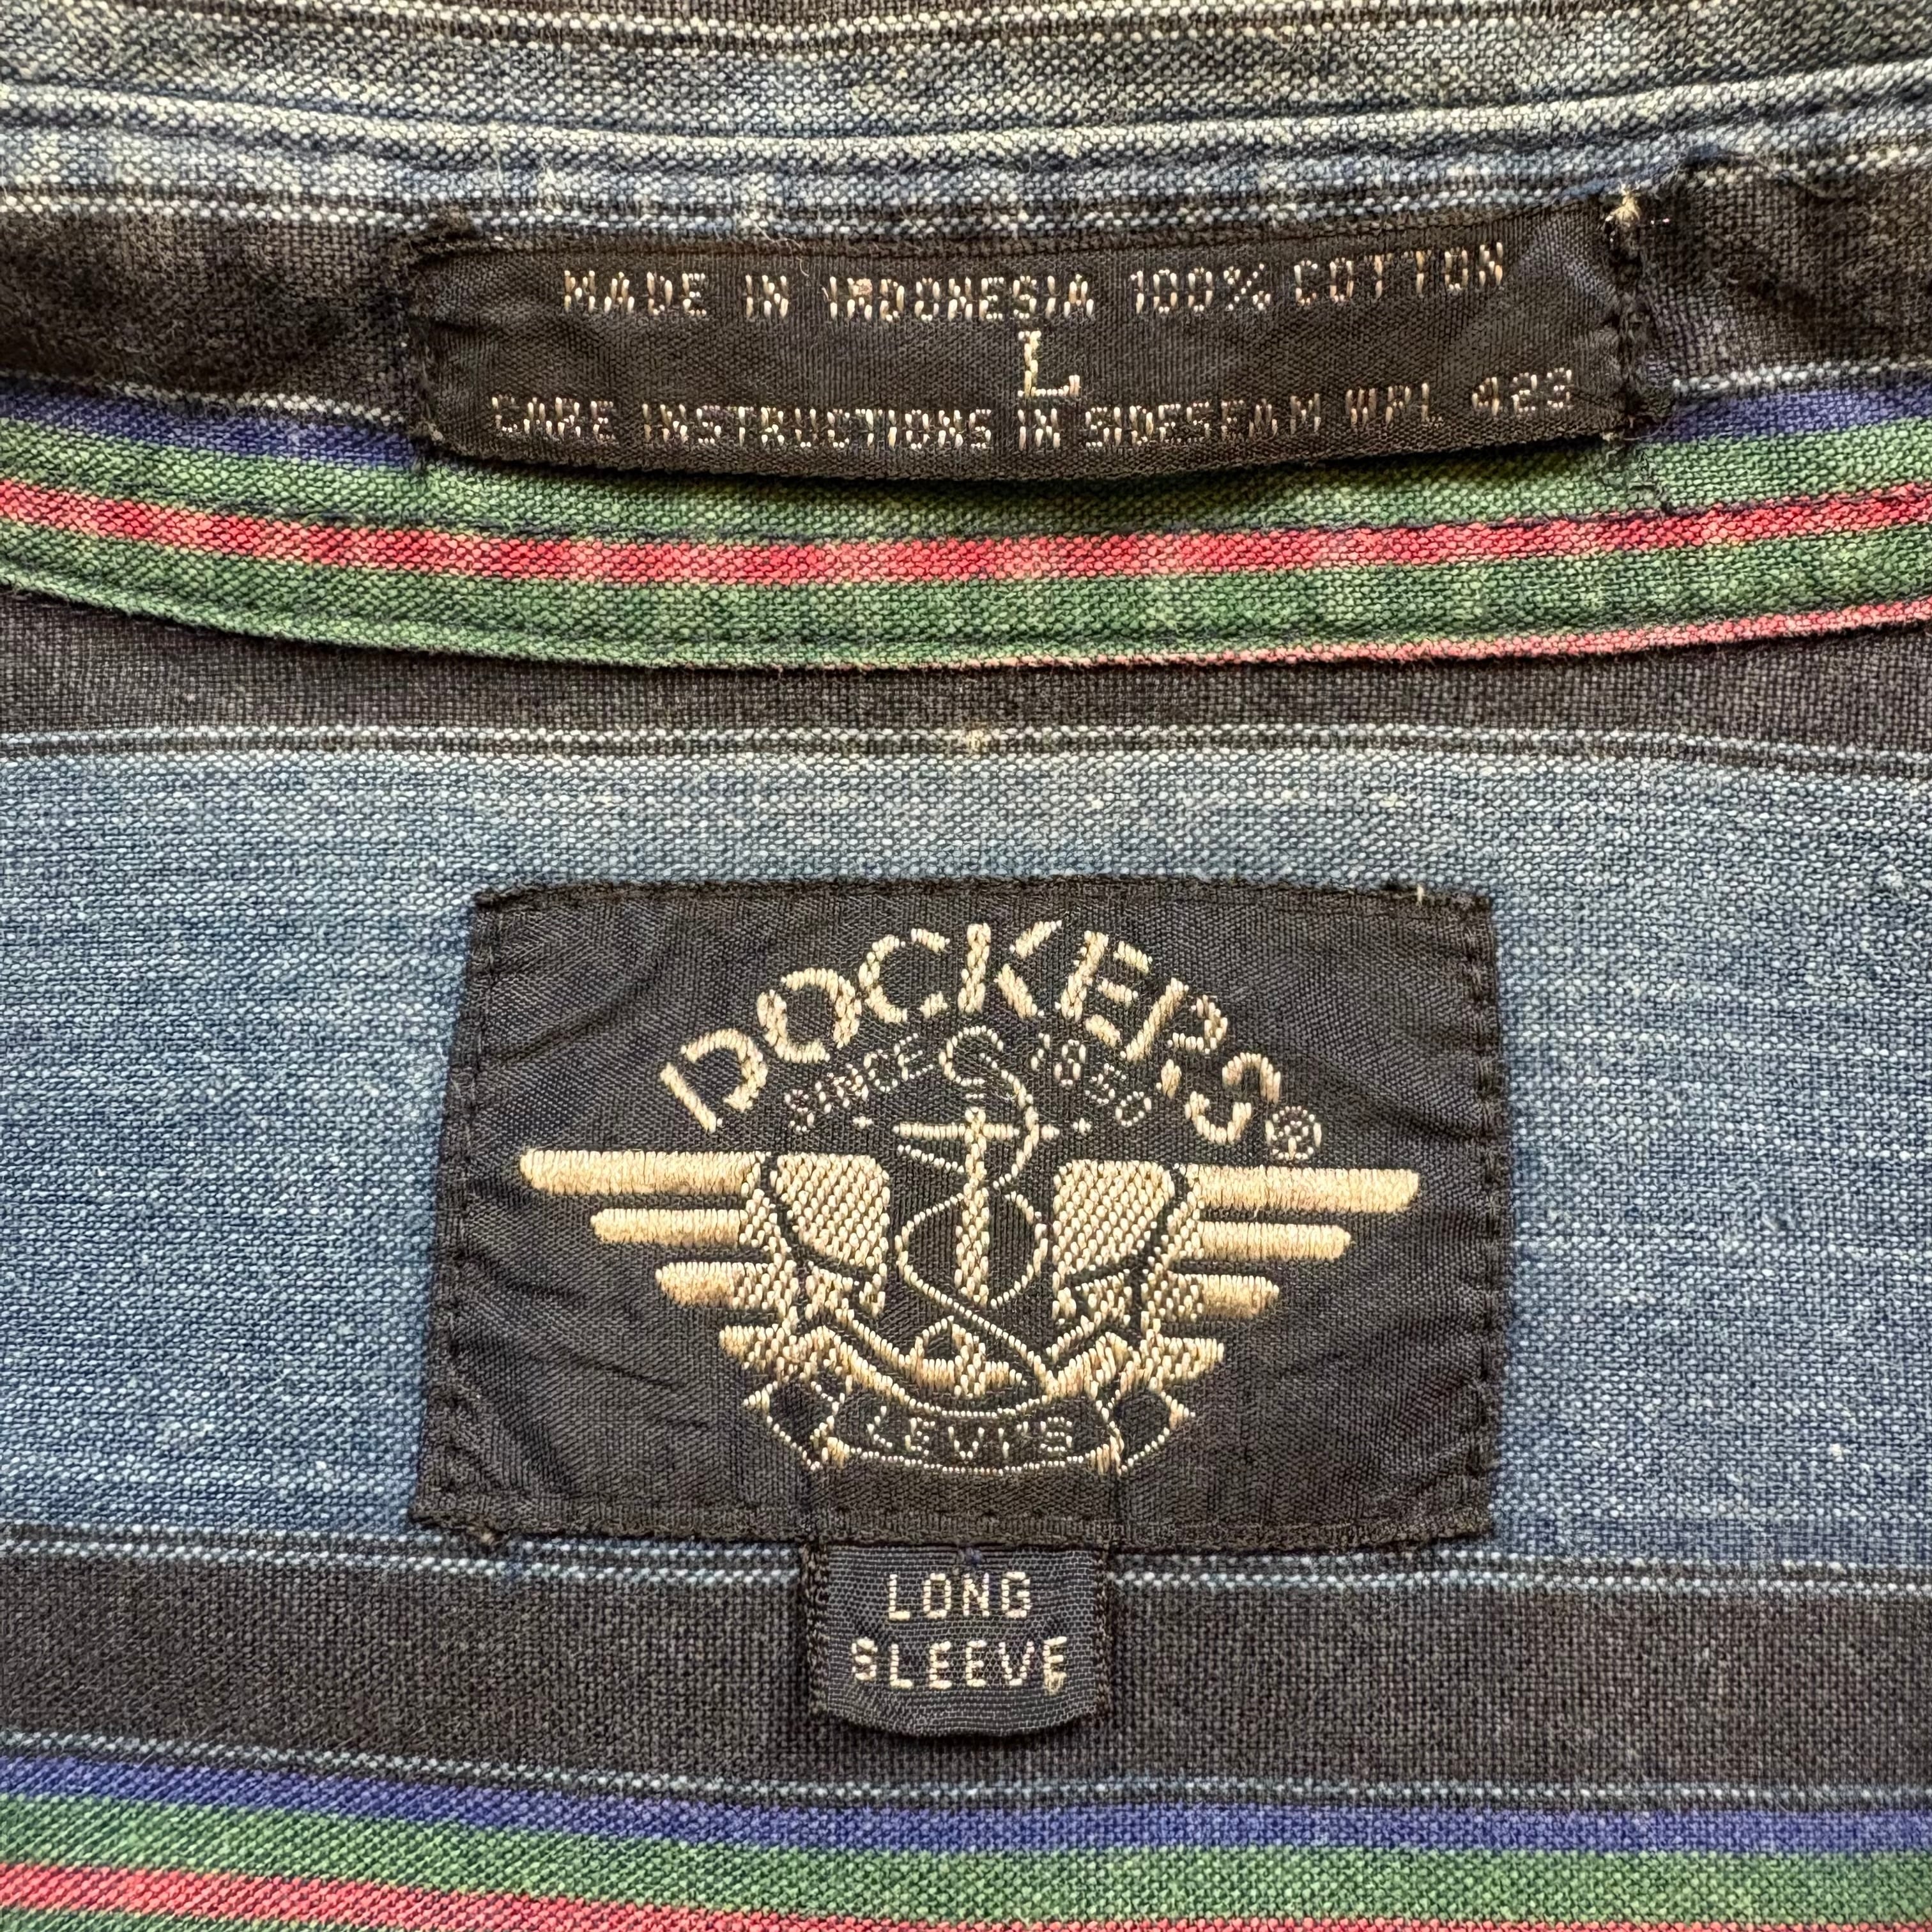 MADE IN INDONESIA 100% COTTON
L
CARE INSTRUCTIONS IN SIDESEAM WPL 423
DOCKERS®
SINCE 1850
LEVI'S
LONG
SLEEVE